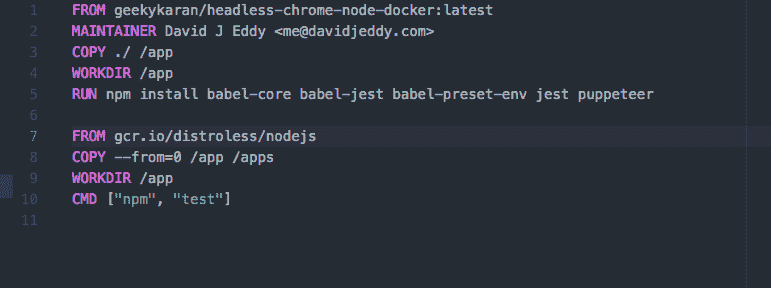 1 FROM geekykaran/headless-chrome-node-docker:latest
2 MAINTAINER David J Eddy <me@davidjeddy.com>
3 COPY ./ /app
4 WORKDIR /app
5 RUN npm install babel-core babel-jest babel-preset-env jest puppeteer
6
7 FROM gcr.io/distroless/nodejs
8 COPY --from=0 /app /apps
9 WORKDIR /app
10 CMD ["npm", "test"]
11